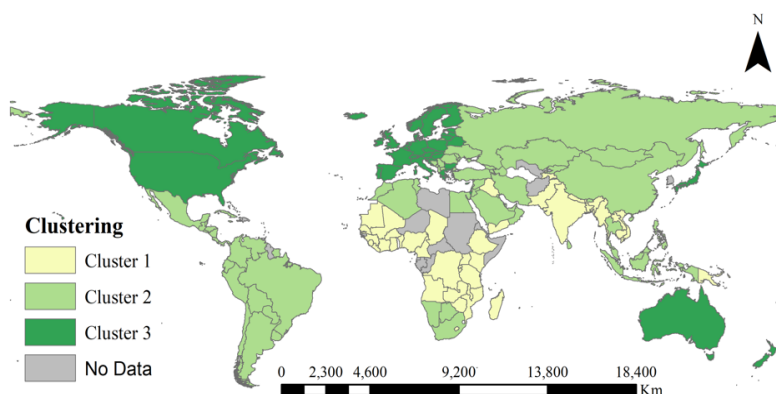 N
Clustering
Cluster 1
Cluster 2
Cluster 3
No Data
0 2,300 4,600 9,200 13,800 18,400
Km